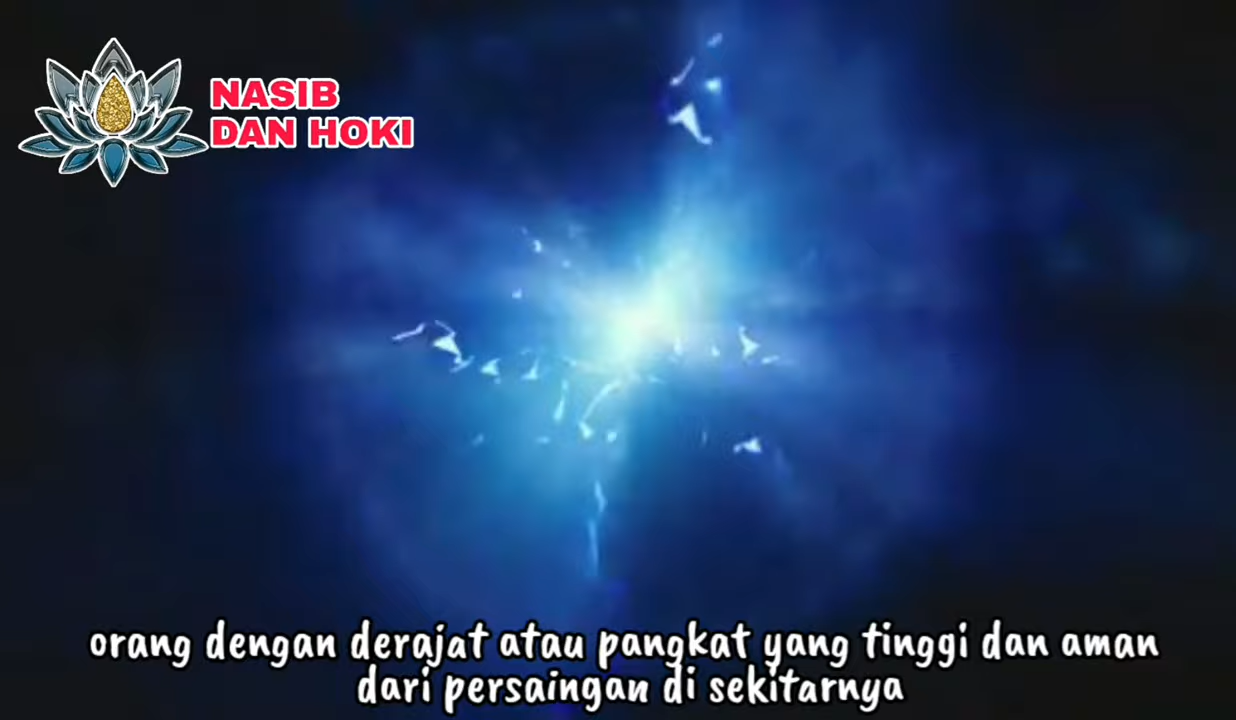 NASIB
DAN HOKI
orang dengan derajat atau pangkat yang tinggi dan aman
dari persaingan di sekitarnya